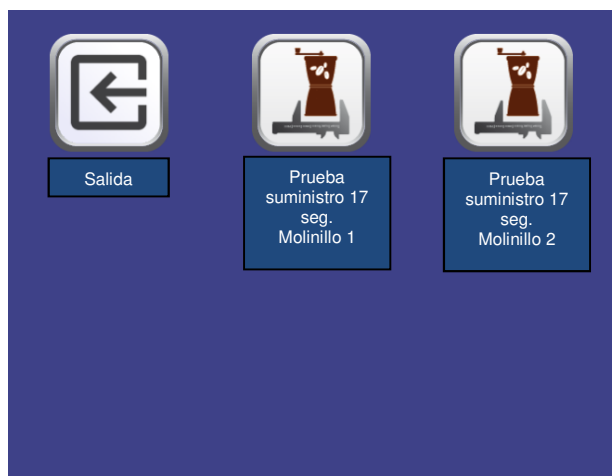 Salida
Prueba
suministro 17
seg.
Molinillo 1
Prueba
suministro 17
seg.
Molinillo 2